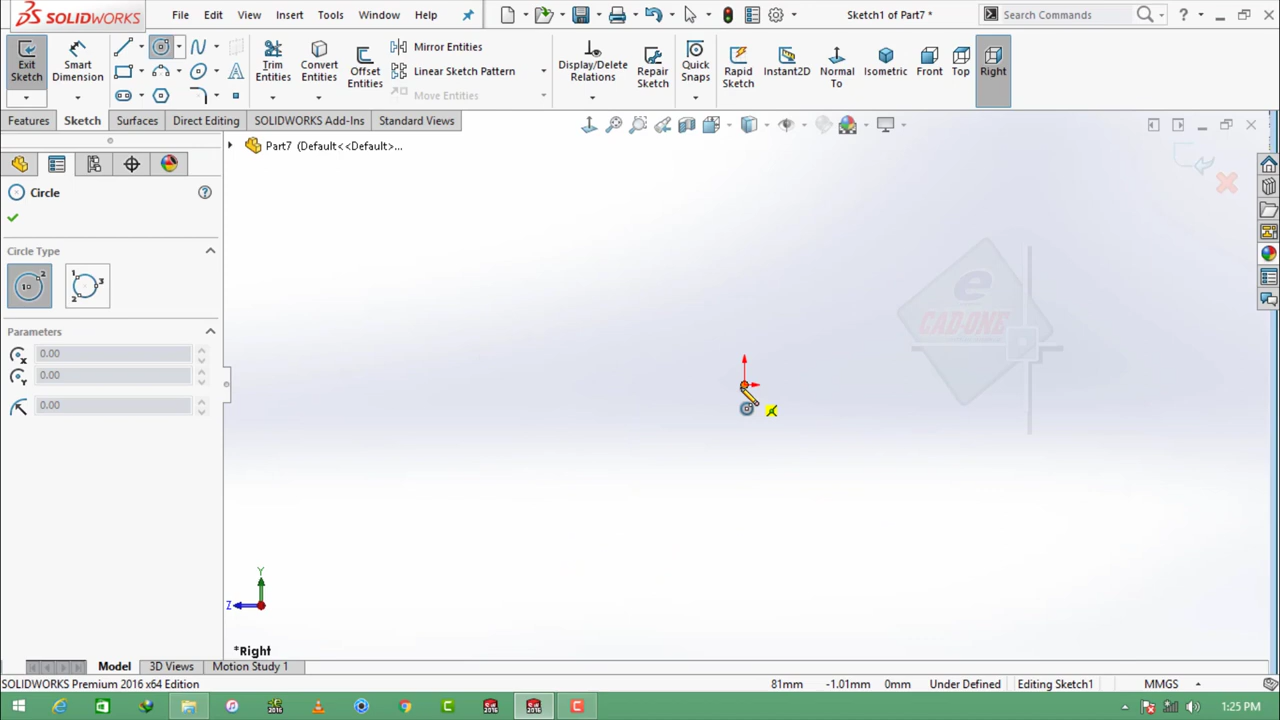 SOLIDWORKS File Edit View Insert Tools Window Help Sketch1 of Part7 * Search Commands ?
Exit Sketch
Smart Dimension
Trim Entities
Convert Entities
Offset Entities
Mirror Entities
Linear Sketch Pattern
Move Entities
Display/Delete Relations
Repair Sketch
Quick Snaps
Rapid Sketch
Instant2D
Normal To
Isometric
Front
Top
Right
Features Sketch Surfaces Direct Editing SOLIDWORKS Add-Ins Standard Views
Part7 (Default<<Default>...
Circle ?
Circle Type
Parameters
0.00
0.00
0.00
e
CAD-ONE
Y
Z
*Right
Model 3D Views Motion Study 1
SOLIDWORKS Premium 2016 x64 Edition 81mm -1.01mm 0mm Under Defined Editing Sketch1 MMGS
1:25 PM